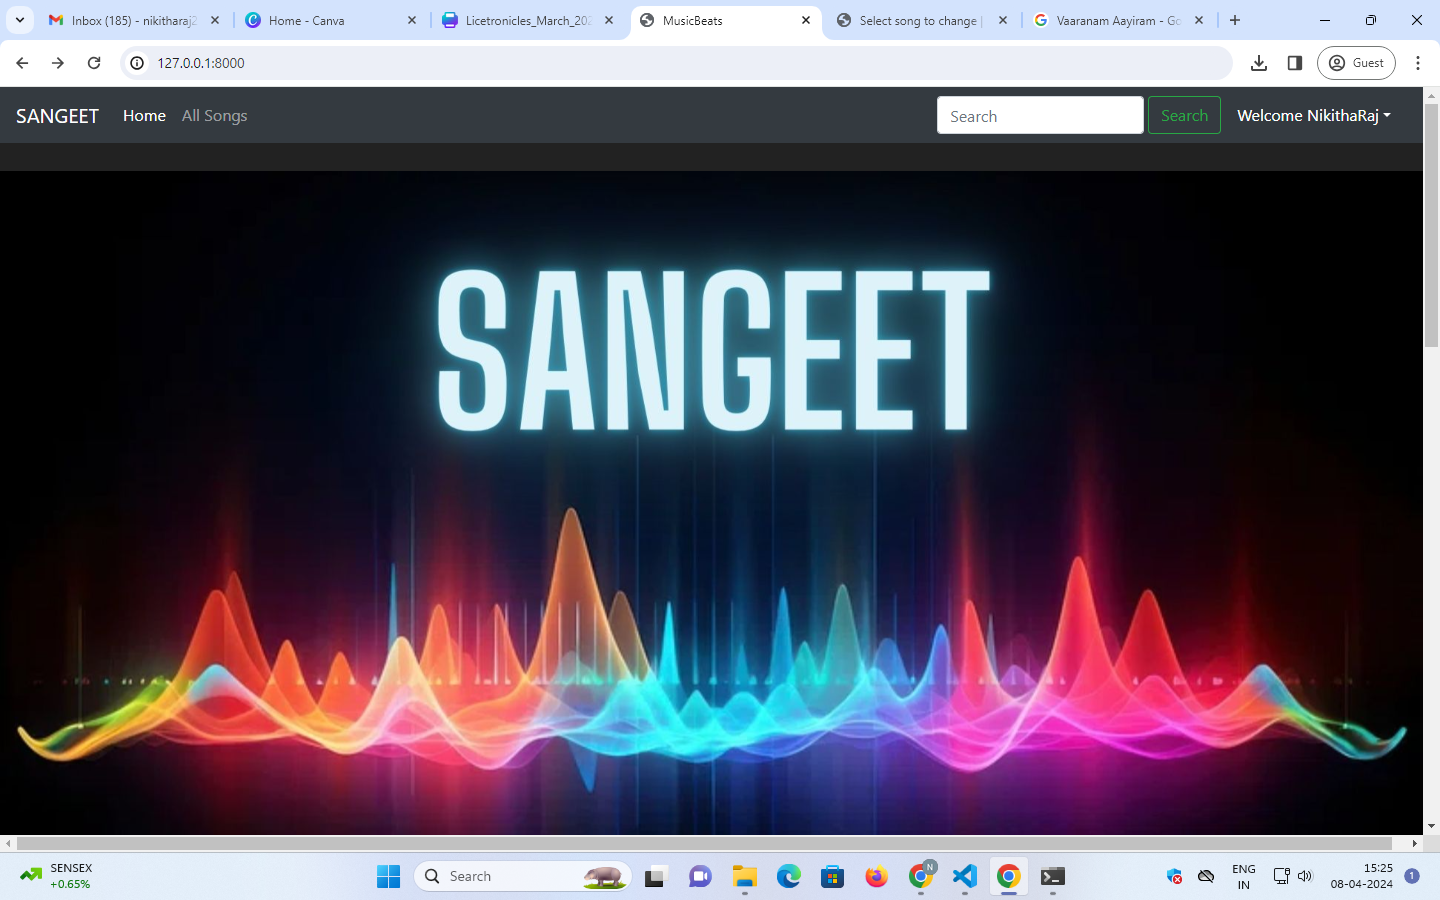 Inbox (185) - nikitharaj2
Home - Canva
Licetronicles_March_202
MusicBeats
Select song to change |
Vaaranam Aayiram - Go
127.0.0.1:8000
Guest
SANGEET
Home
All Songs
Search
Search
Welcome NikithaRaj
SANGEET
SENSEX
+0.65%
Search
N
ENG
IN
15:25
08-04-2024
1